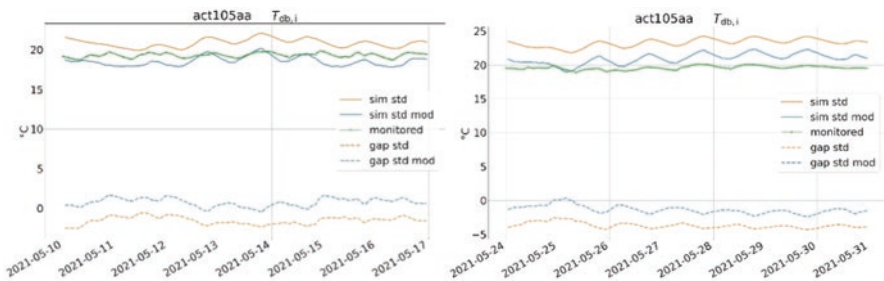 act105aa T_db,i
20
15
°C
10
5
0
sim std
sim std mod
monitored
gap std
gap std mod
2021-05-10
2021-05-11
2021-05-12
2021-05-13
2021-05-14
2021-05-15
2021-05-16
2021-05-17
act105aa T_db,i
25
20
15
°C
10
5
0
−5
sim std
sim std mod
monitored
gap std
gap std mod
2021-05-24
2021-05-25
2021-05-26
2021-05-27
2021-05-28
2021-05-29
2021-05-30
2021-05-31